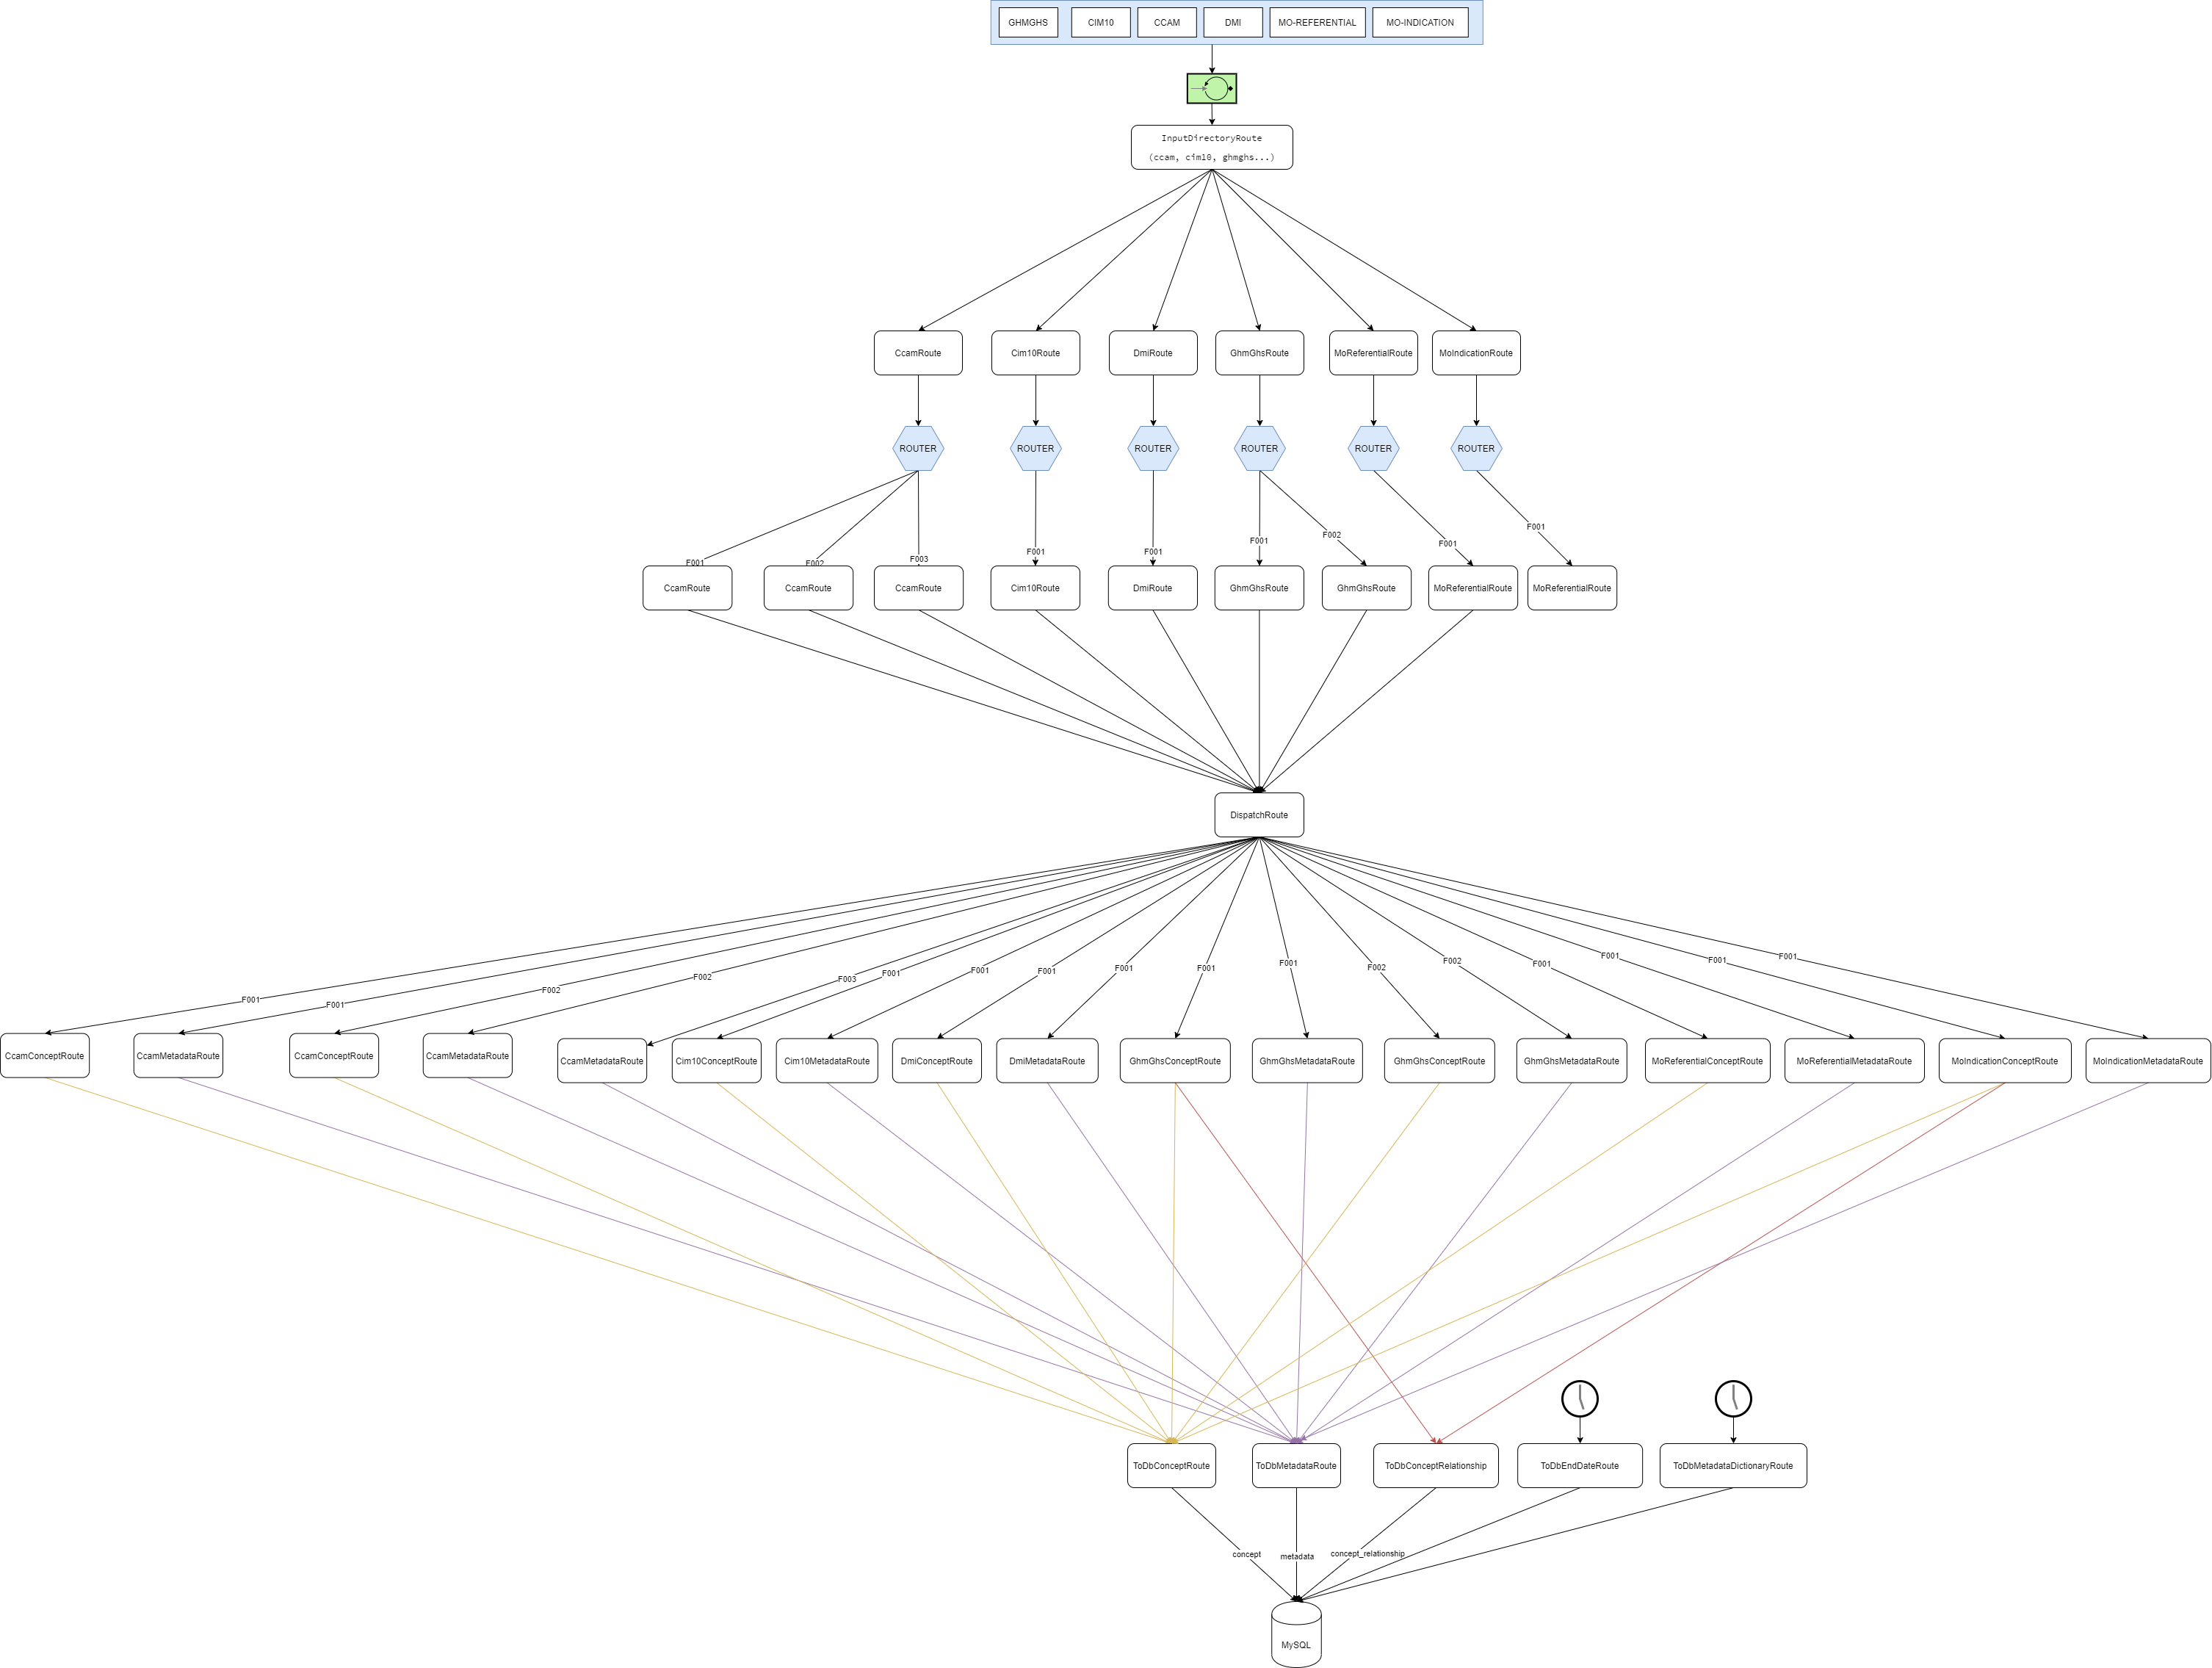 GHMGHS
CIM10
CCAM
DMI
MO-REFERENTIAL
MO-INDICATION
InputDirectoryRoute
(ccam, cim10, ghmghs...)
CcamRoute
Cim10Route
DmiRoute
GhmGhsRoute
MoReferentialRoute
MoIndicationRoute
ROUTER
ROUTER
ROUTER
ROUTER
ROUTER
ROUTER
F001
F002
F003
F001
F001
F001
F002
F001
F001
CcamRoute
CcamRoute
CcamRoute
Cim10Route
DmiRoute
GhmGhsRoute
GhmGhsRoute
MoReferentialRoute
MoReferentialRoute
DispatchRoute
F001
F001
F002
F002
F003
F001
F001
F001
F001
F001
F001
F002
F002
F001
F001
F001
F001
CcamConceptRoute
CcamMetadataRoute
CcamConceptRoute
CcamMetadataRoute
CcamMetadataRoute
Cim10ConceptRoute
Cim10MetadataRoute
DmiConceptRoute
DmiMetadataRoute
GhmGhsConceptRoute
GhmGhsMetadataRoute
GhmGhsConceptRoute
GhmGhsMetadataRoute
MoReferentialConceptRoute
MoReferentialMetadataRoute
MoIndicationConceptRoute
MoIndicationMetadataRoute
ToDbConceptRoute
ToDbMetadataRoute
ToDbConceptRelationship
ToDbEndDateRoute
ToDbMetadataDictionaryRoute
concept
metadata
concept_relationship
MySQL